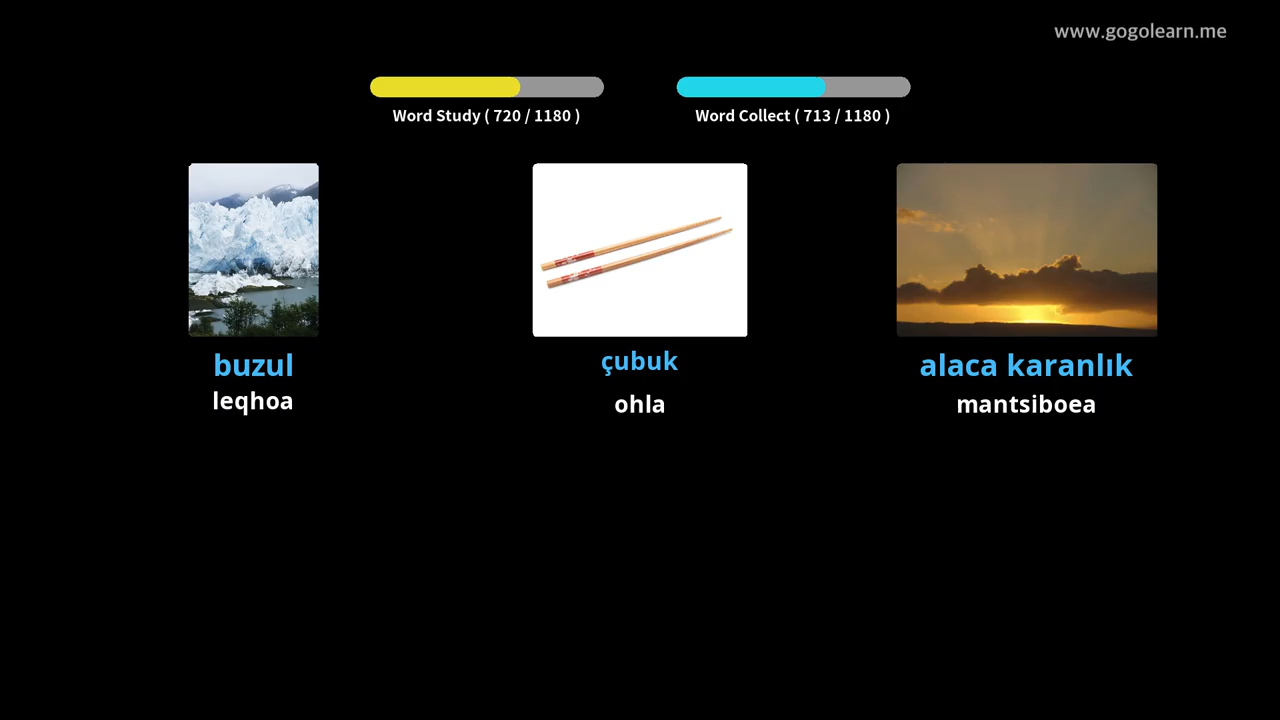 www.gogolearn.me
Word Study ( 720 / 1180 )
Word Collect ( 713 / 1180 )
buzul
leqhoa
çubuk
ohla
alaca karanlık
mantsiboea